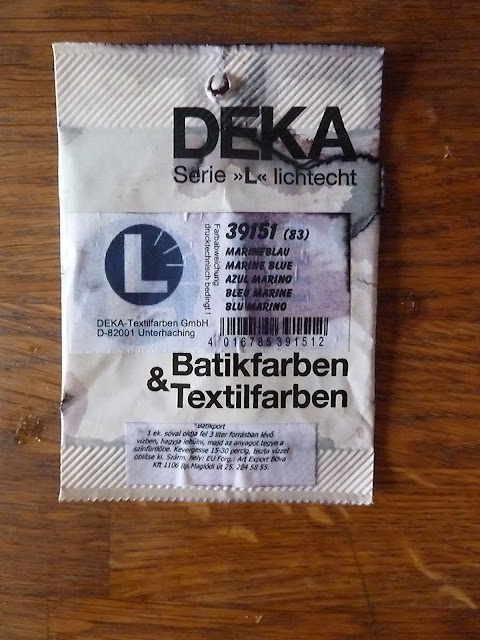 DEKA
Serie »L« lichtecht
L
Farbabweichung
drucktechnisch bedingt !
39151 (83)
MARINEBLAU
MARINE BLUE
AZUL MARINO
BLEU MARINE
BLU MARINO
DEKA-Textilfarben GmbH
D-82001 Unterhaching
4 016785 391512
Batikfarben
& Textilfarben
Batikport
1 ek. sóval oldja fel 3 liter forrásban lévő
vízben, hagyja lehűlni, majd az anyagot tegye a
színfürdőbe. Kevergesse 15-30 percig, tiszta vízzel
öblítse ki. Szárm. hely: EU Forg.: Art Export Bova
Kft 1106 Bp.Maglódi út 25. 284 58 55.